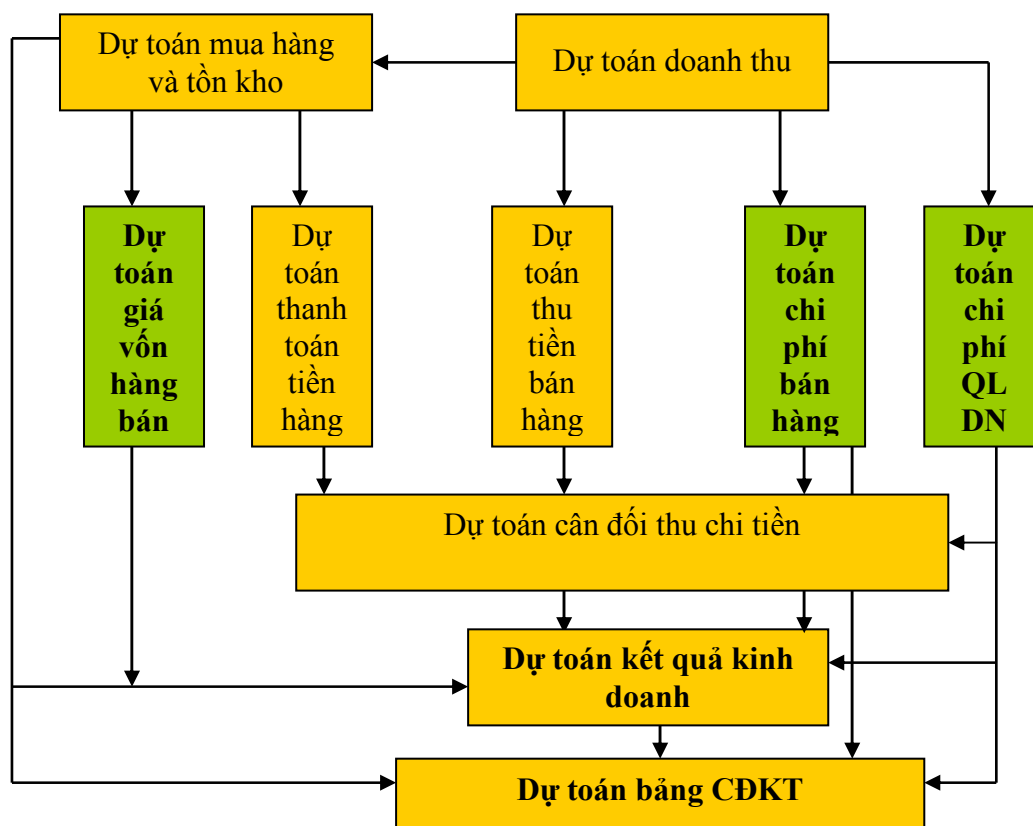 Dự toán mua hàng
và tồn kho
Dự toán doanh thu
Dự
toán
giá
vốn
hàng
bán
Dự
toán
thanh
toán
tiền
hàng
Dự
toán
thu
tiền
bán
hàng
Dự
toán
chi
phí
bán
hàng
Dự
toán
chi
phí
QL
DN
Dự toán cân đối thu chi tiền
Dự toán kết quả kinh
doanh
Dự toán bảng CĐKT